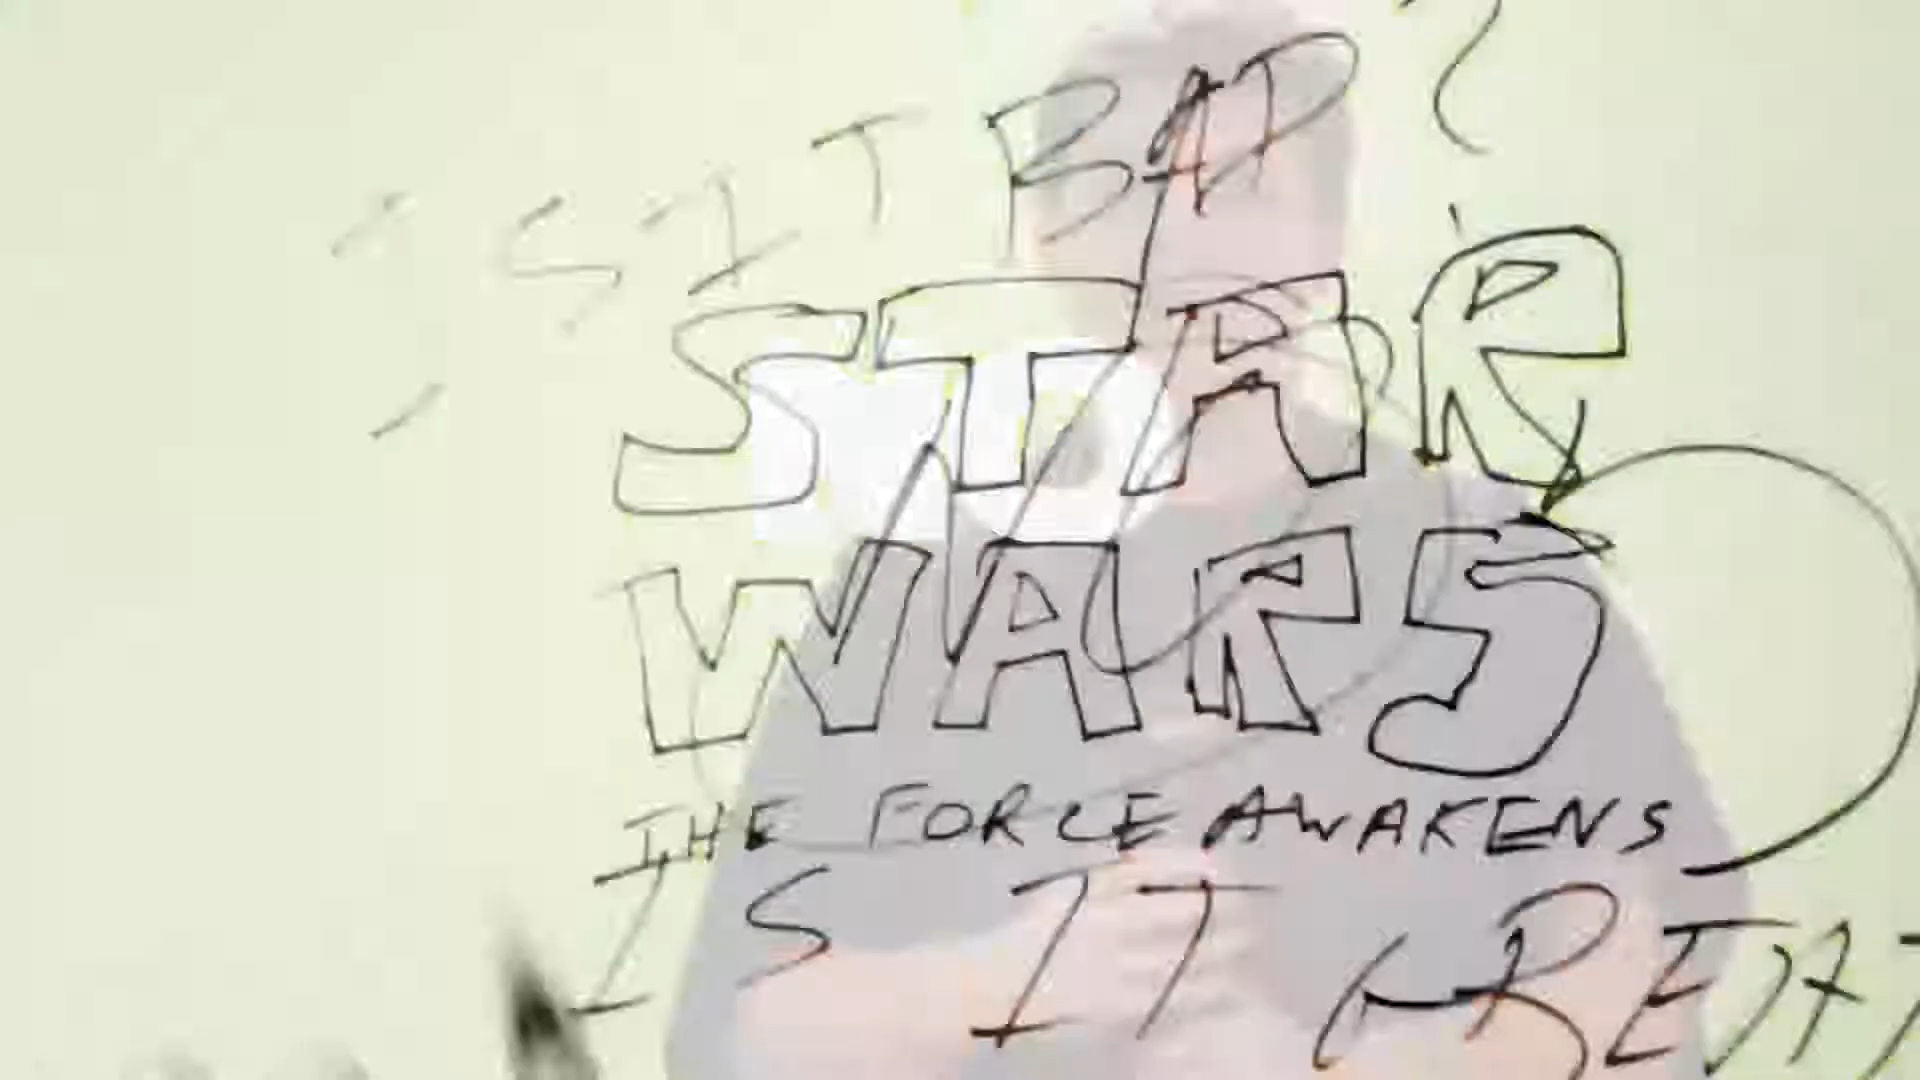 IS IT BAD?
STAR
WARS
THE FORCE AWAKENS
IS IT GREAT